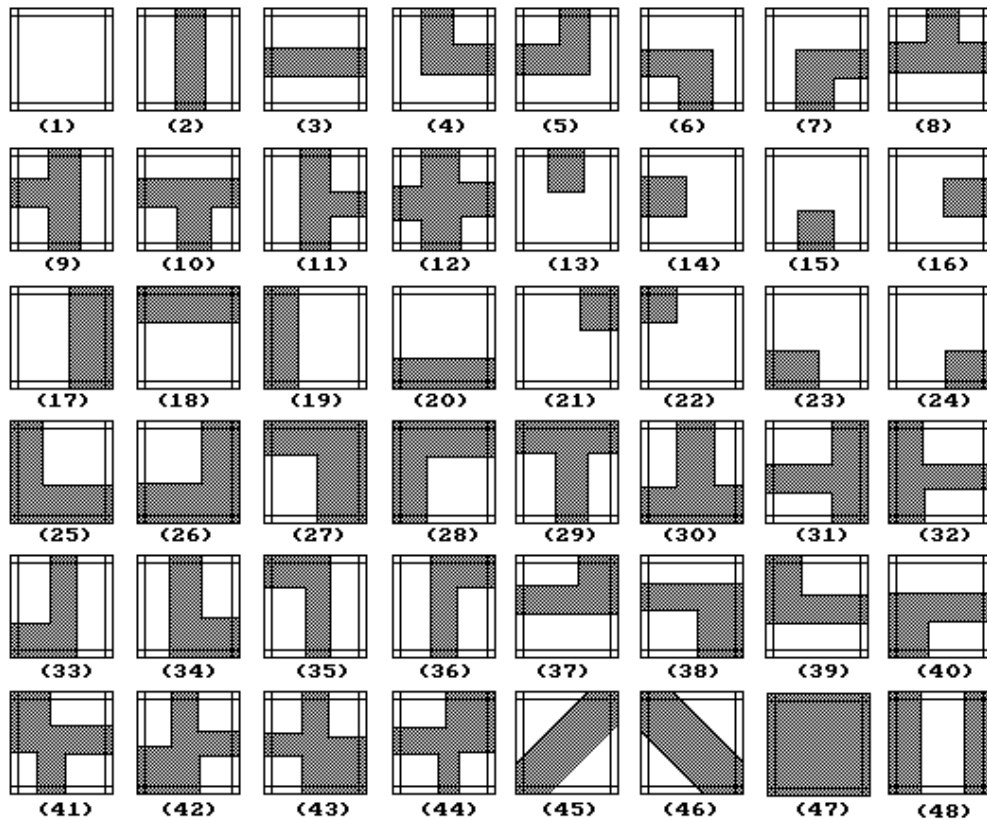 (1) (2) (3) (4) (5) (6) (7) (8)
(9) (10) (11) (12) (13) (14) (15) (16)
(17) (18) (19) (20) (21) (22) (23) (24)
(25) (26) (27) (28) (29) (30) (31) (32)
(33) (34) (35) (36) (37) (38) (39) (40)
(41) (42) (43) (44) (45) (46) (47) (48)